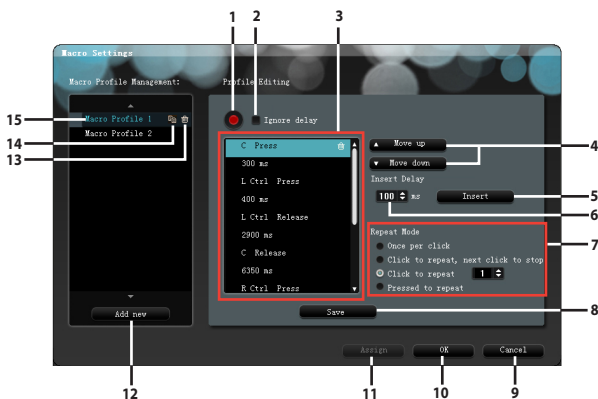 1 2 3
Macro Settings
Macro Profile Management: Profile Editing
Ignore delay
15 Macro Profile 1
14 Macro Profile 2
13
C Press
300 ms
L Ctrl Press
400 ms
L Ctrl Release
2900 ms
C Release
6350 ms
R Ctrl Press
Move up
4
Move down
Insert Delay
100 ms Insert 5
6
Repeat Mode
Once per click 7
Click to repeat, next click to stop
Click to repeat 1
Pressed to repeat
Add new Save 8
Assign OK Cancel
12 11 10 9